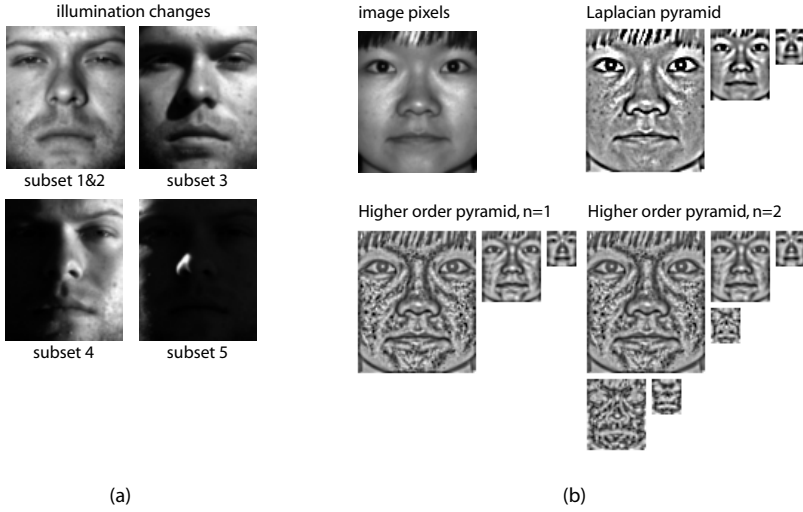 illumination changes
subset 1&2
subset 3
subset 4
subset 5
(a)
image pixels
Laplacian pyramid
Higher order pyramid, n=1
Higher order pyramid, n=2
(b)